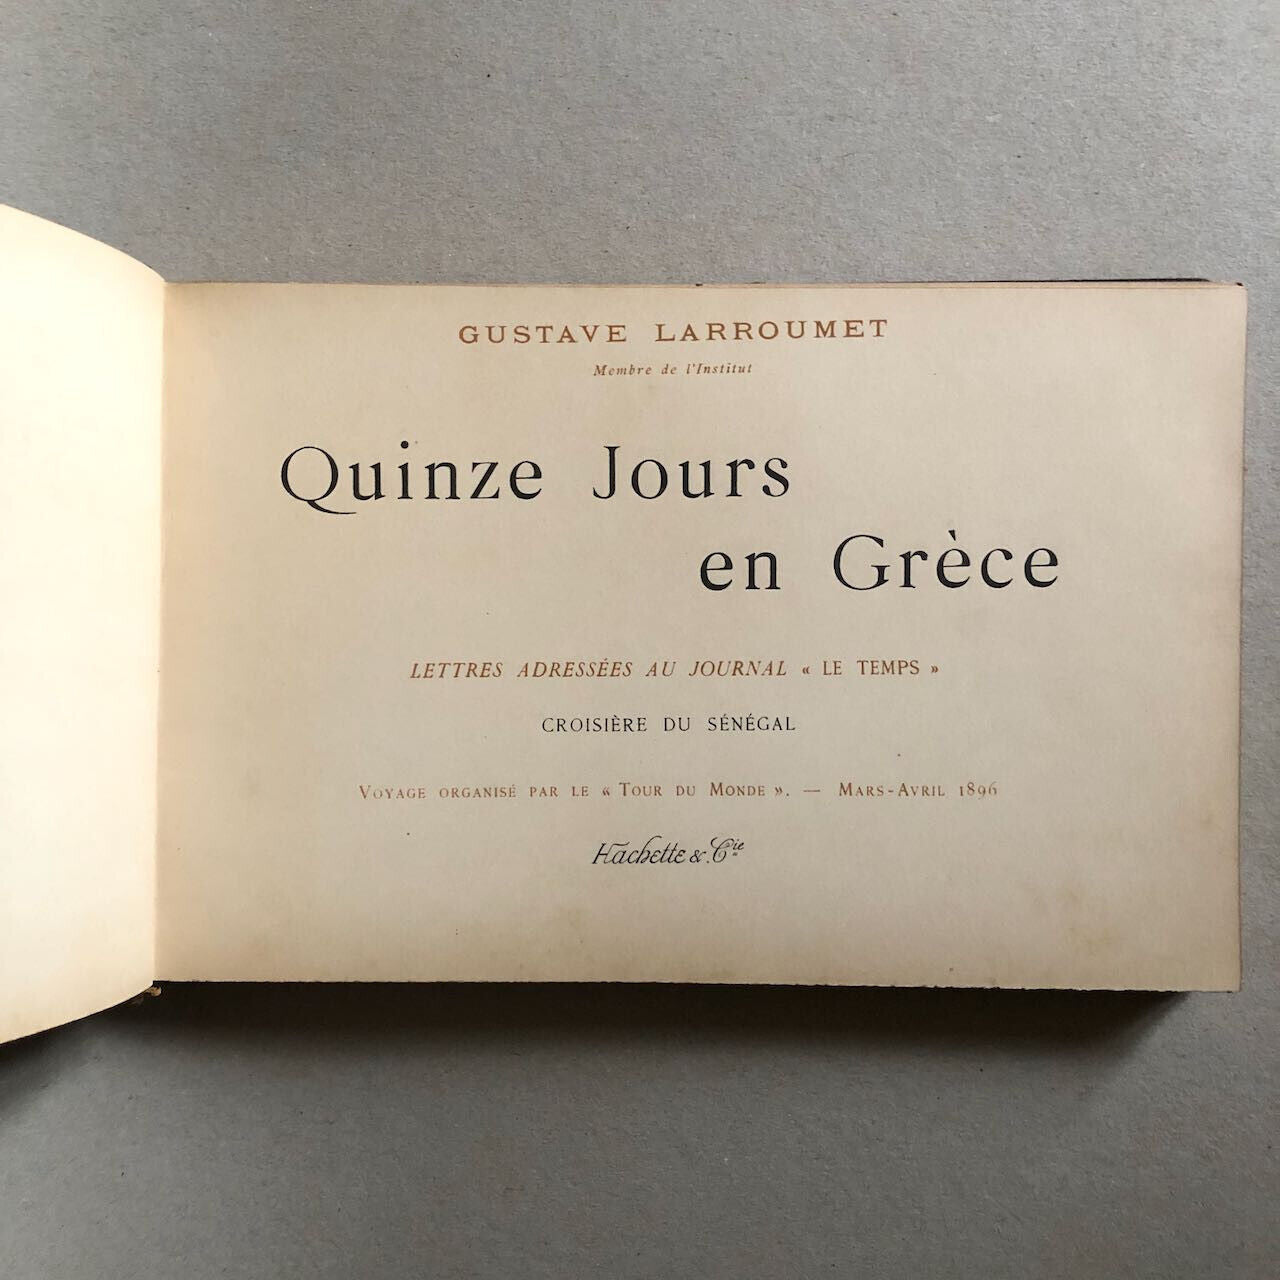 GUSTAVE LARROUMET
Membre de l'Institut
Quinze Jours
en Grèce
LETTRES ADRESSÉES AU JOURNAL « LE TEMPS »
CROISIÈRE DU SÉNÉGAL
VOYAGE ORGANISÉ PAR LE « TOUR DU MONDE ». — MARS-AVRIL 1896
Hachette & Cie